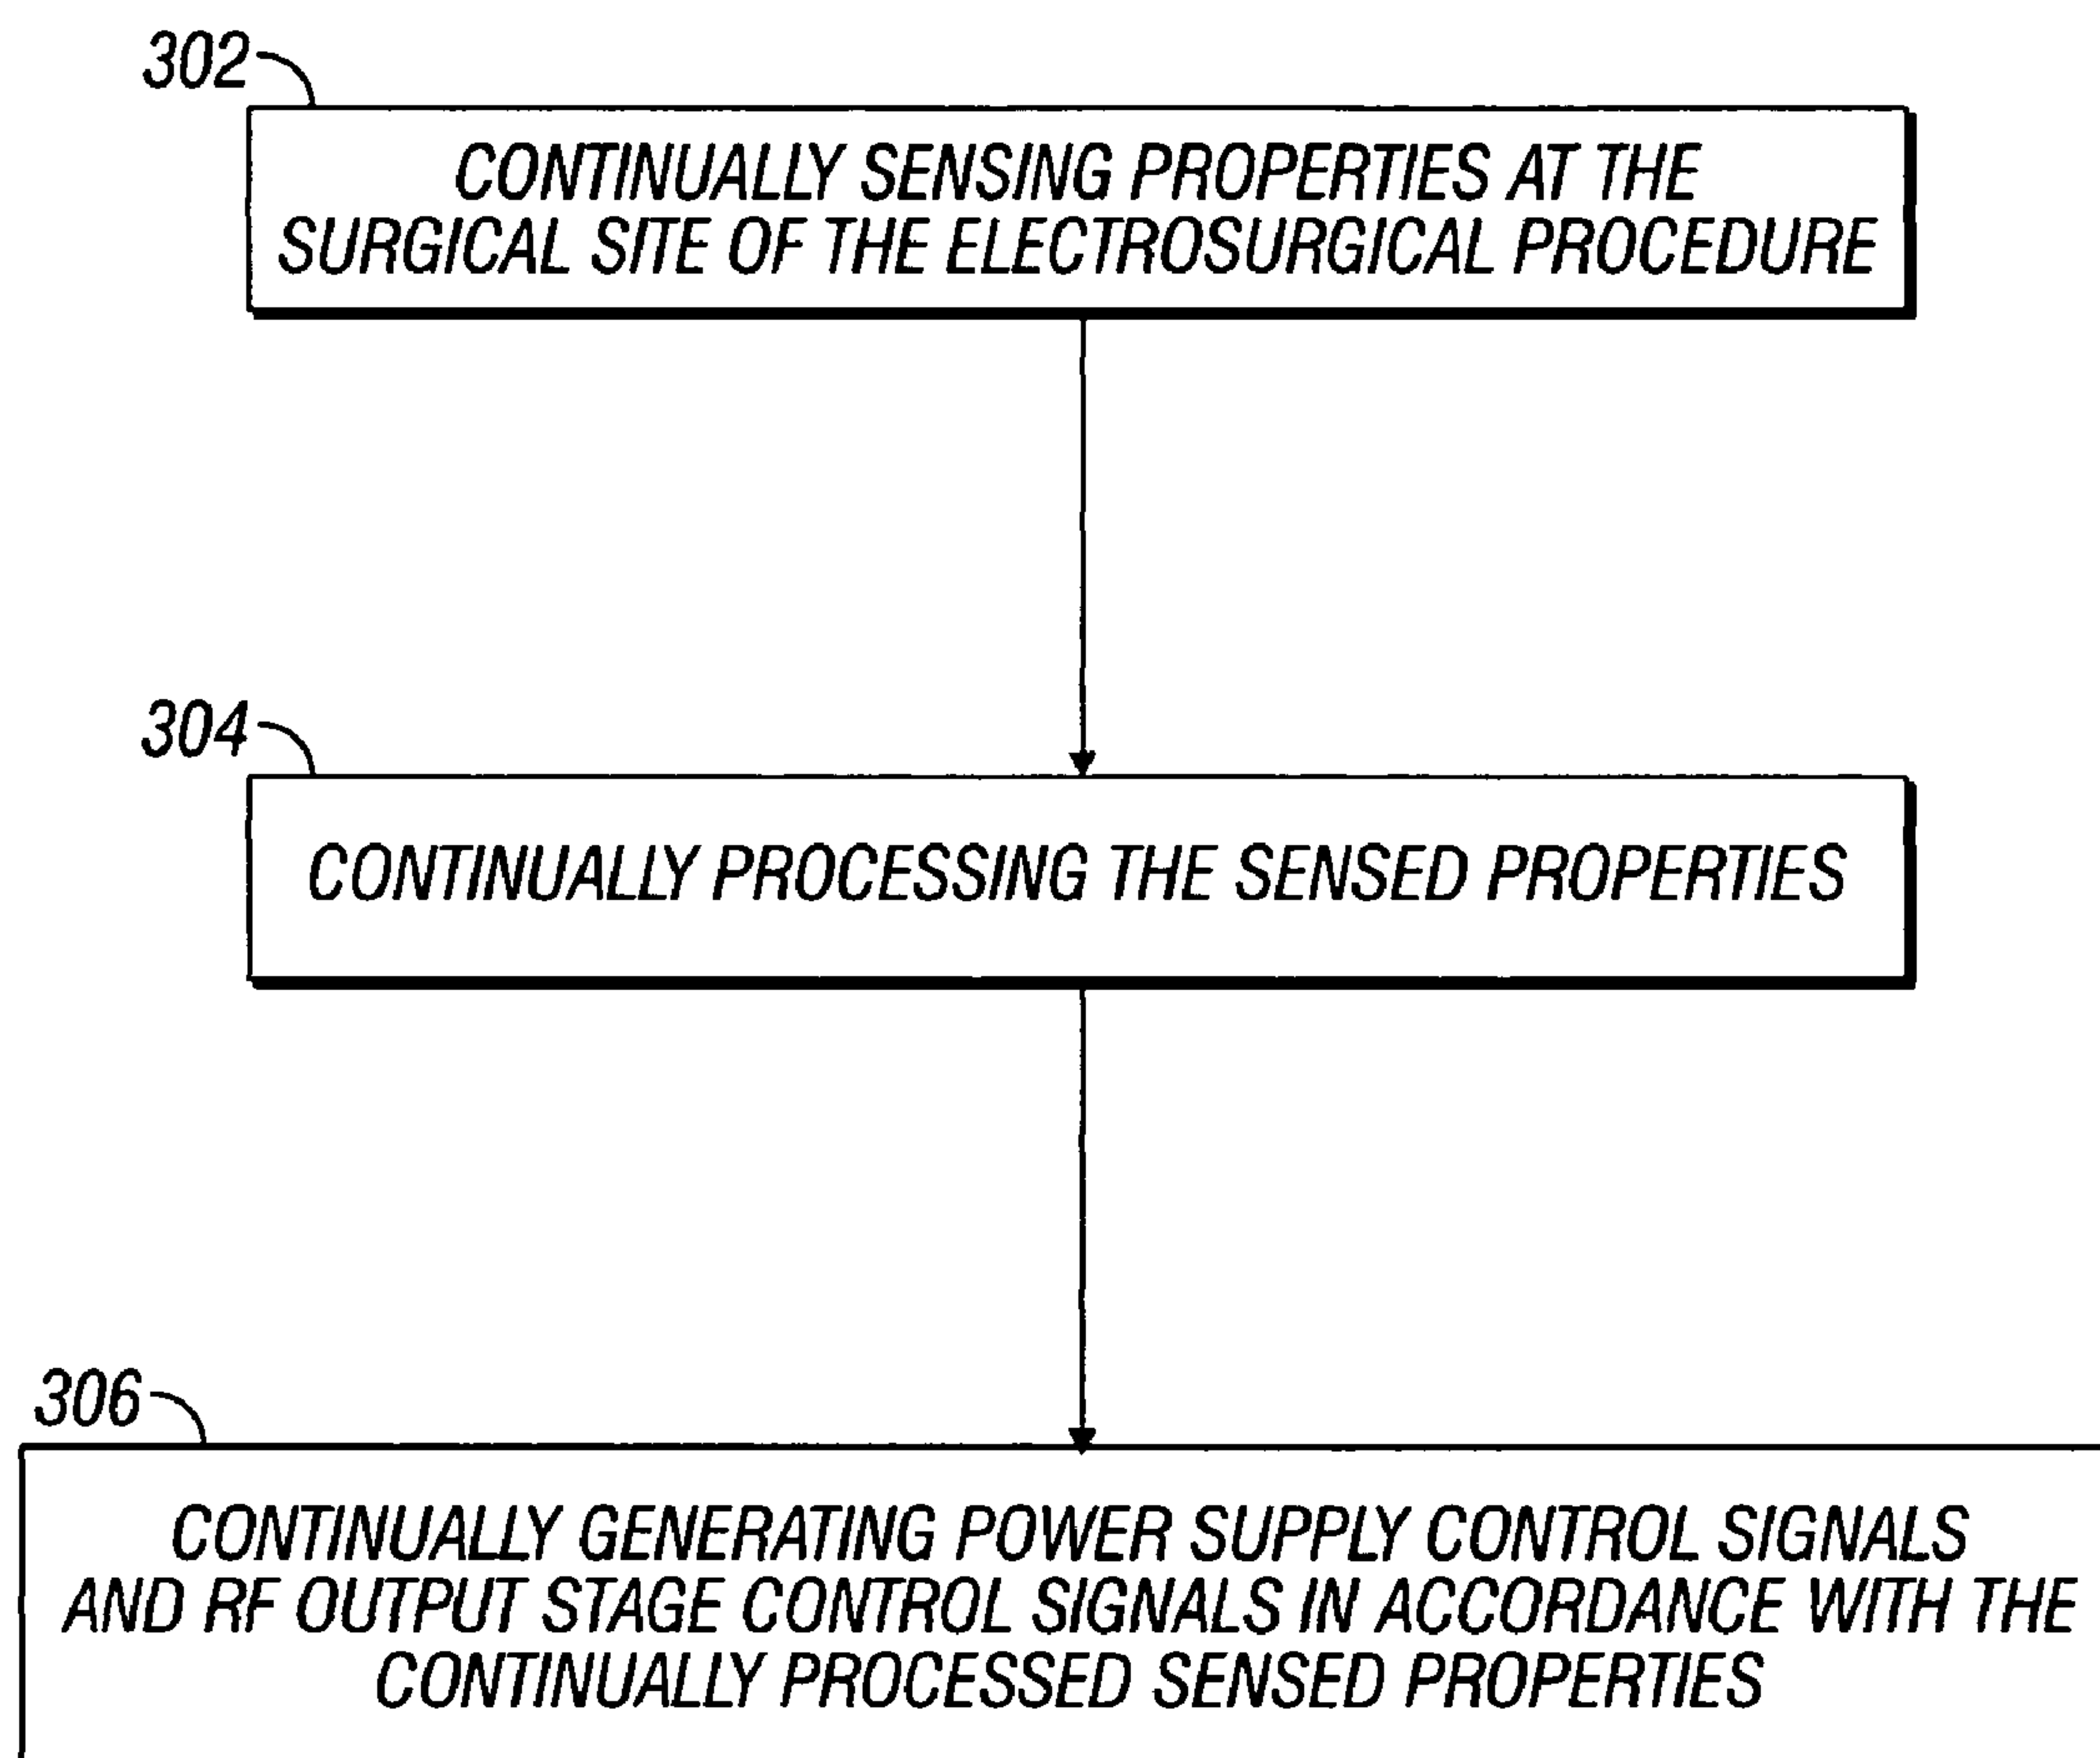 302
CONTINUALLY SENSING PROPERTIES AT THE
SURGICAL SITE OF THE ELECTROSURGICAL PROCEDURE
304
CONTINUALLY PROCESSING THE SENSED PROPERTIES
306
CONTINUALLY GENERATING POWER SUPPLY CONTROL SIGNALS
AND RF OUTPUT STAGE CONTROL SIGNALS IN ACCORDANCE WITH THE
CONTINUALLY PROCESSED SENSED PROPERTIES